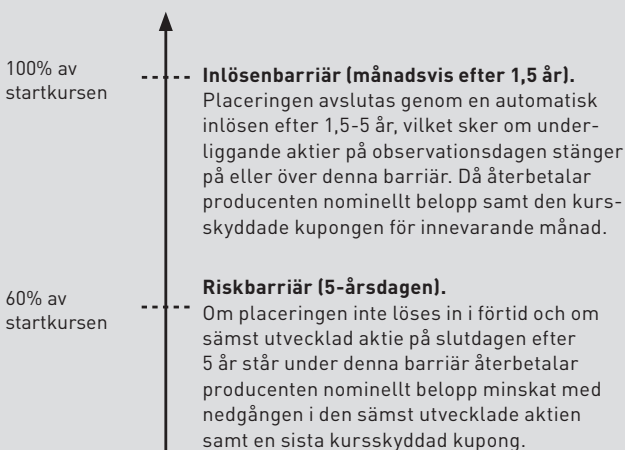 100% av
startkursen
Inlösenbarriär (månadsvis efter 1,5 år).
Placeringen avslutas genom en automatisk
inlösen efter 1,5-5 år, vilket sker om under-
liggande aktier på observationsdagen stänger
på eller över denna barriär. Då återbetalar
producenten nominellt belopp samt den kurs-
skyddade kupongen för innevarande månad.
60% av
startkursen
Riskbarriär (5-årsdagen).
Om placeringen inte löses in i förtid och om
sämst utvecklad aktie på slutdagen efter
5 år står under denna barriär återbetalar
producenten nominellt belopp minskat med
nedgången i den sämst utvecklade aktien
samt en sista kursskyddad kupong.